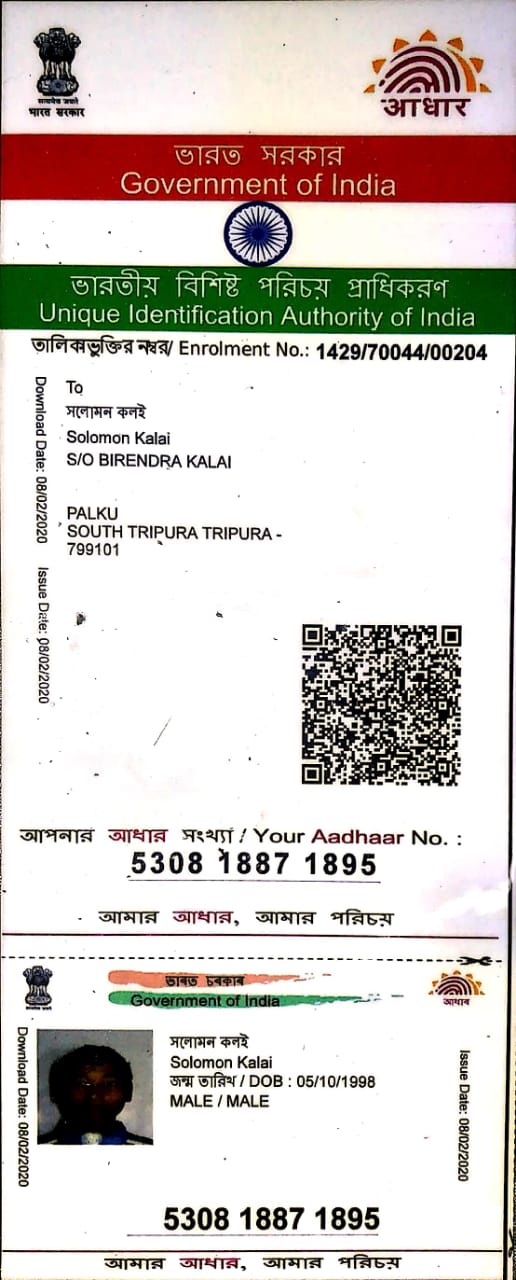 सत्यमेव जयते
भारत सरकार
आधार
ভারত সরকার
Government of India
ভারতীয় বিশিষ্ট পরিচয় প্রাধিকরণ
Unique Identification Authority of India
তালিকাভুক্তির নম্বর/ Enrolment No.: 1429/70044/00204
Download Date: 08/02/2020
Issue Date: 08/02/2020
To
সলোমন কলই
Solomon Kalai
S/O BIRENDRA KALAI
PALKU
SOUTH TRIPURA TRIPURA -
799101
আপনার আধার সংখ্যা / Your Aadhaar No. :
5308 1887 1895
আমার আধার, আমার পরিচয়
ভাৰত চৰকাৰ
Government of India
আধাৰ
Download Date: 08/02/2020
সলোমন কলই
Solomon Kalai
জন্ম তারিখ / DOB : 05/10/1998
MALE / MALE
Issue Date: 08/02/2020
5308 1887 1895
আমার আধার, আমার পরিচয়